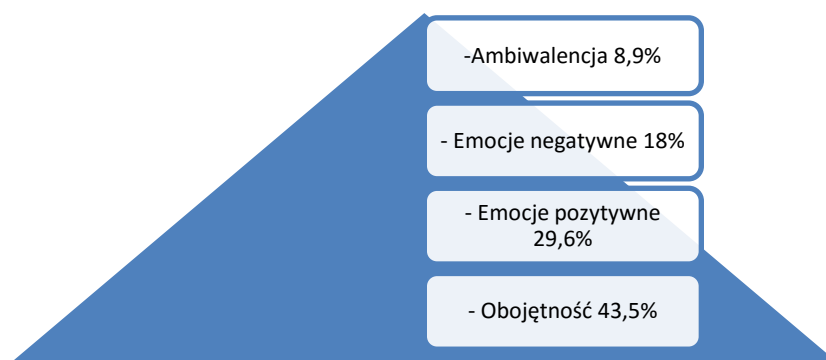 -Ambiwalencja 8,9%
- Emocje negatywne 18%
- Emocje pozytywne
29,6%
- Obojętność 43,5%